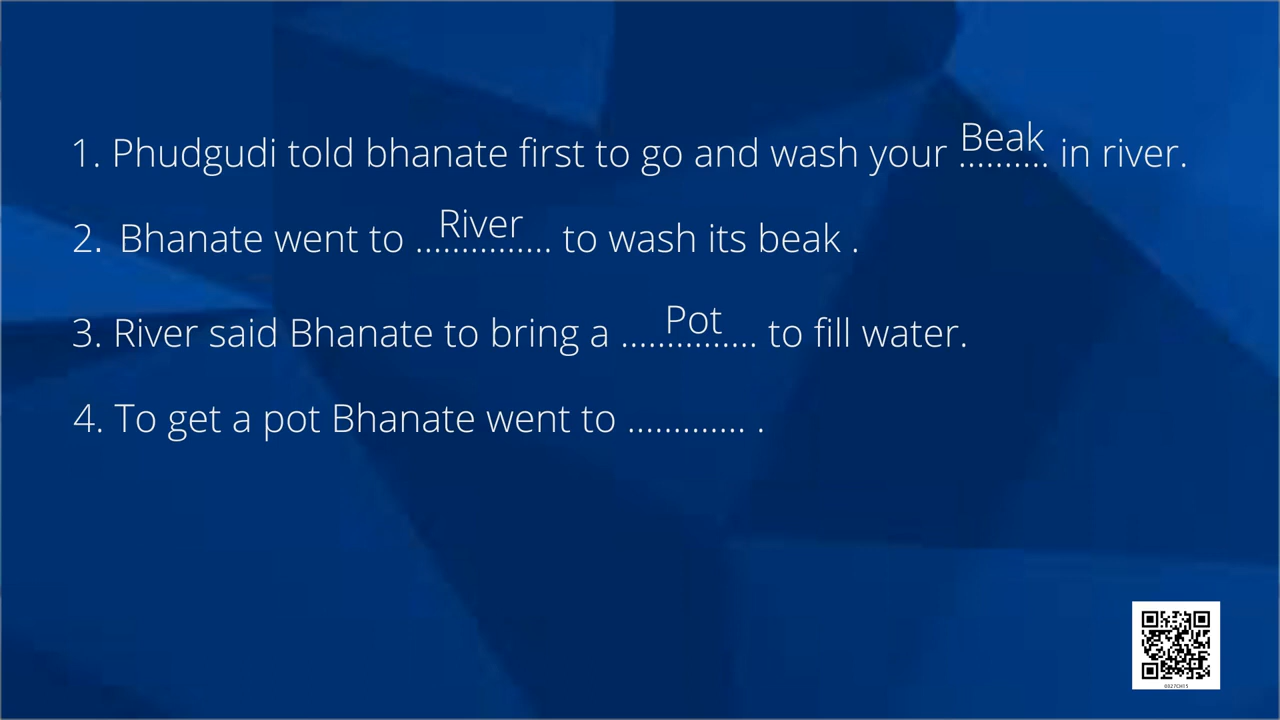 1. Phudgudi told bhanate first to go and wash your ...Beak... in river.
2. Bhanate went to ...River... to wash its beak .
3. River said Bhanate to bring a ...Pot... to fill water.
4. To get a pot Bhanate went to ............. .
0027CH15